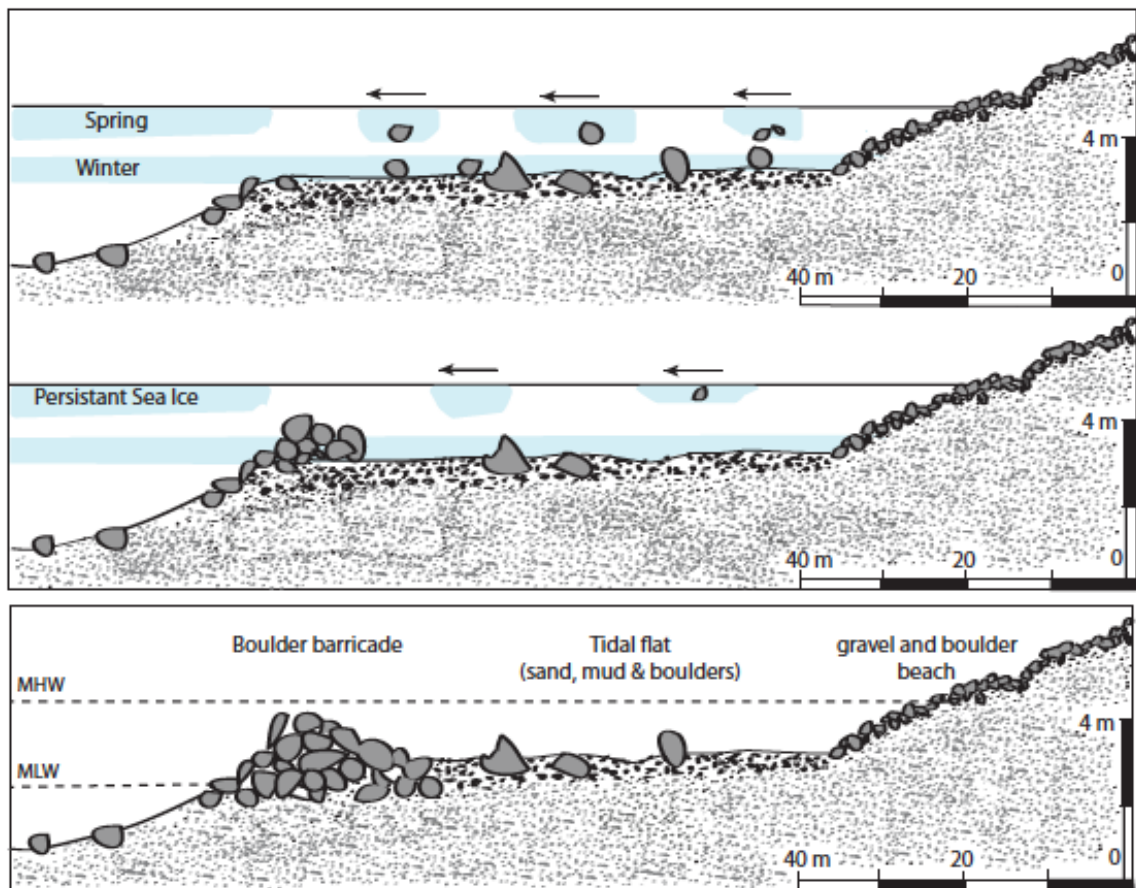 Spring
Winter
4 m
40 m 20 0
Persistant Sea Ice
4 m
40 m 20 0
Boulder barricade Tidal flat gravel and boulder
(sand, mud & boulders) beach
MHW
4 m
MLW
40 m 20 0